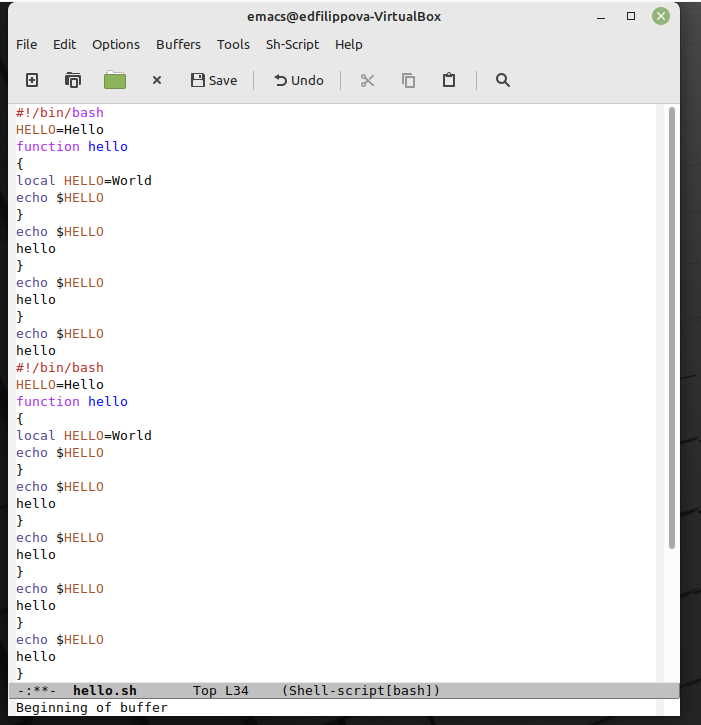 emacs@edfilippova-VirtualBox
File Edit Options Buffers Tools Sh-Script Help
Save Undo
#!/bin/bash
HELLO=Hello
function hello
{
local HELLO=World
echo $HELLO
}
echo $HELLO
hello
}
echo $HELLO
hello
}
echo $HELLO
hello
#!/bin/bash
HELLO=Hello
function hello
{
local HELLO=World
echo $HELLO
}
echo $HELLO
hello
}
echo $HELLO
hello
}
echo $HELLO
hello
}
echo $HELLO
hello
}
-:**- hello.sh Top L34 (Shell-script[bash])
Beginning of buffer